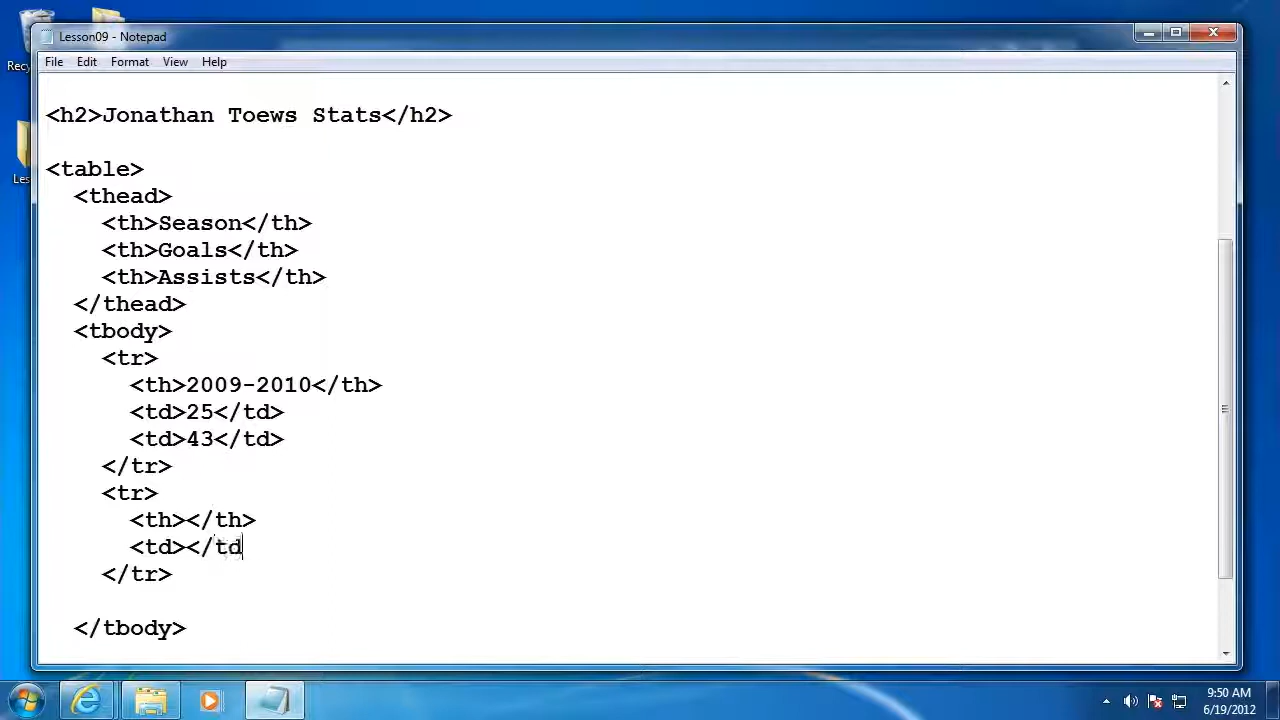 Recy
Les
Lesson09 - Notepad
File Edit Format View Help
<h2>Jonathan Toews Stats</h2>
<table>
<thead>
<th>Season</th>
<th>Goals</th>
<th>Assists</th>
</thead>
<tbody>
<tr>
<th>2009-2010</th>
<td>25</td>
<td>43</td>
</tr>
<tr>
<th></th>
<td></td
</tr>
</tbody>
9:50 AM
6/19/2012